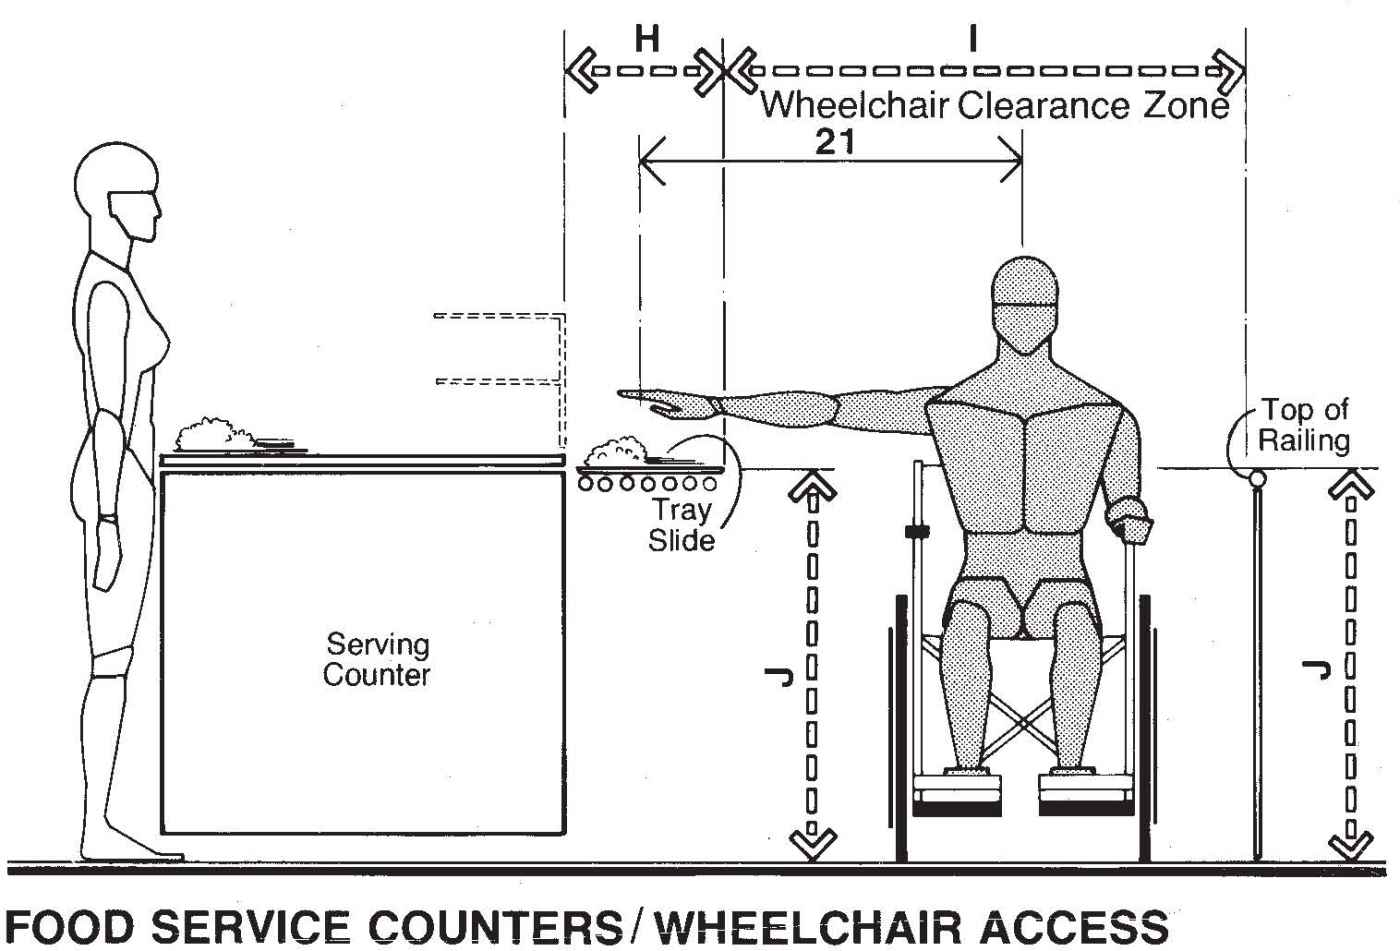 H
I
Wheelchair Clearance Zone
21
Top of
Railing
Tray
Slide
Serving
Counter
J
J
FOOD SERVICE COUNTERS/WHEELCHAIR ACCESS